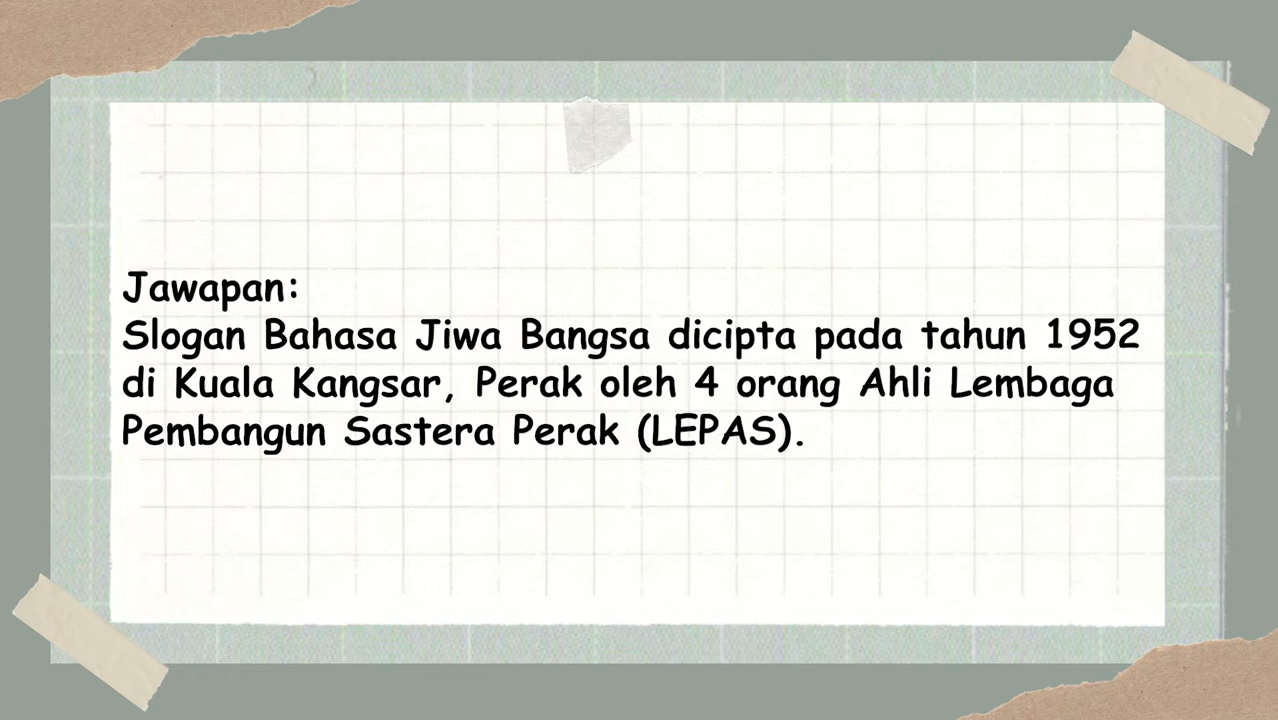 Jawapan:
Slogan Bahasa Jiwa Bangsa dicipta pada tahun 1952
di Kuala Kangsar, Perak oleh 4 orang Ahli Lembaga
Pembangun Sastera Perak (LEPAS).